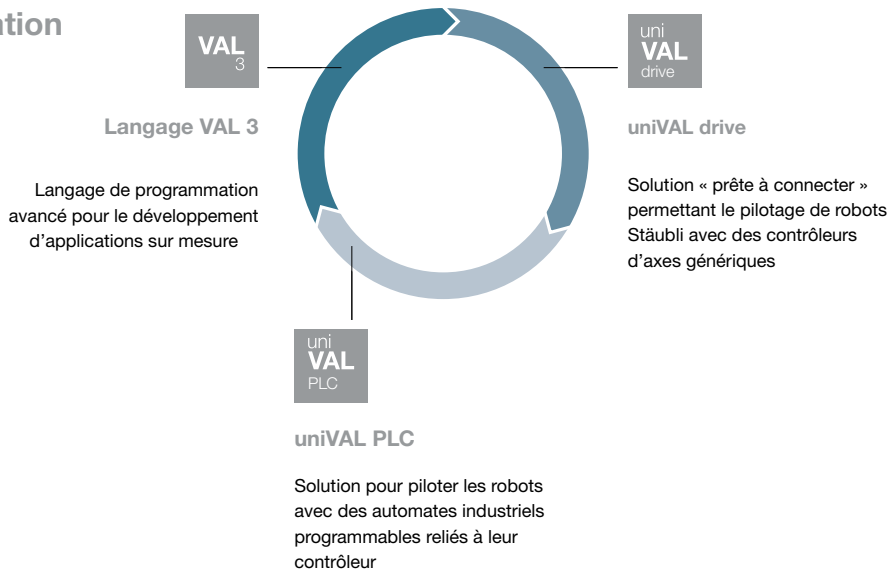 VAL
3
Langage VAL 3
Langage de programmation
avancé pour le développement
d'applications sur mesure
uni
VAL
drive
uniVAL drive
Solution « prête à connecter »
permettant le pilotage de robots
Stäubli avec des contrôleurs
d'axes génériques
uni
VAL
PLC
uniVAL PLC
Solution pour piloter les robots
avec des automates industriels
programmables reliés à leur
contrôleur